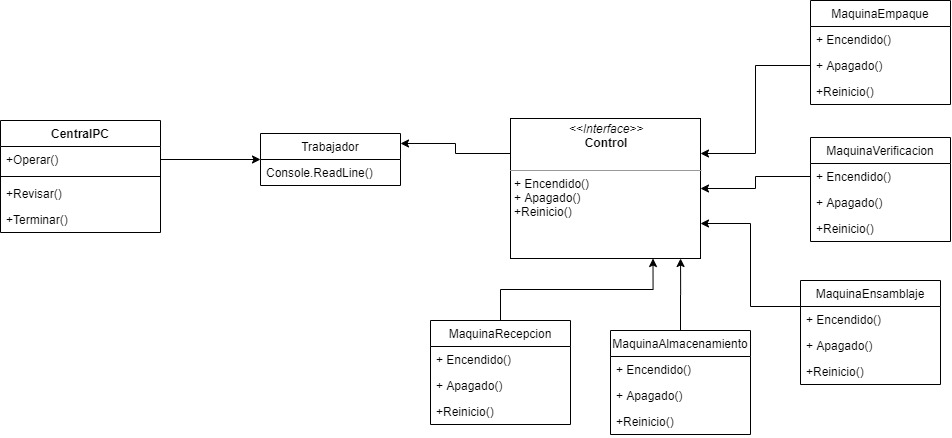 MaquinaEmpaque
+ Encendido()
+ Apagado()
+Reinicio()
CentralPC
+Operar()
+Revisar()
+Terminar()
Trabajador
Console.ReadLine()
<<Interface>>
Control
+ Encendido()
+ Apagado()
+Reinicio()
MaquinaVerificacion
+ Encendido()
+ Apagado()
+Reinicio()
MaquinaEnsamblaje
+ Encendido()
+ Apagado()
+Reinicio()
MaquinaRecepcion
+ Encendido()
+ Apagado()
+Reinicio()
MaquinaAlmacenamiento
+ Encendido()
+ Apagado()
+Reinicio()